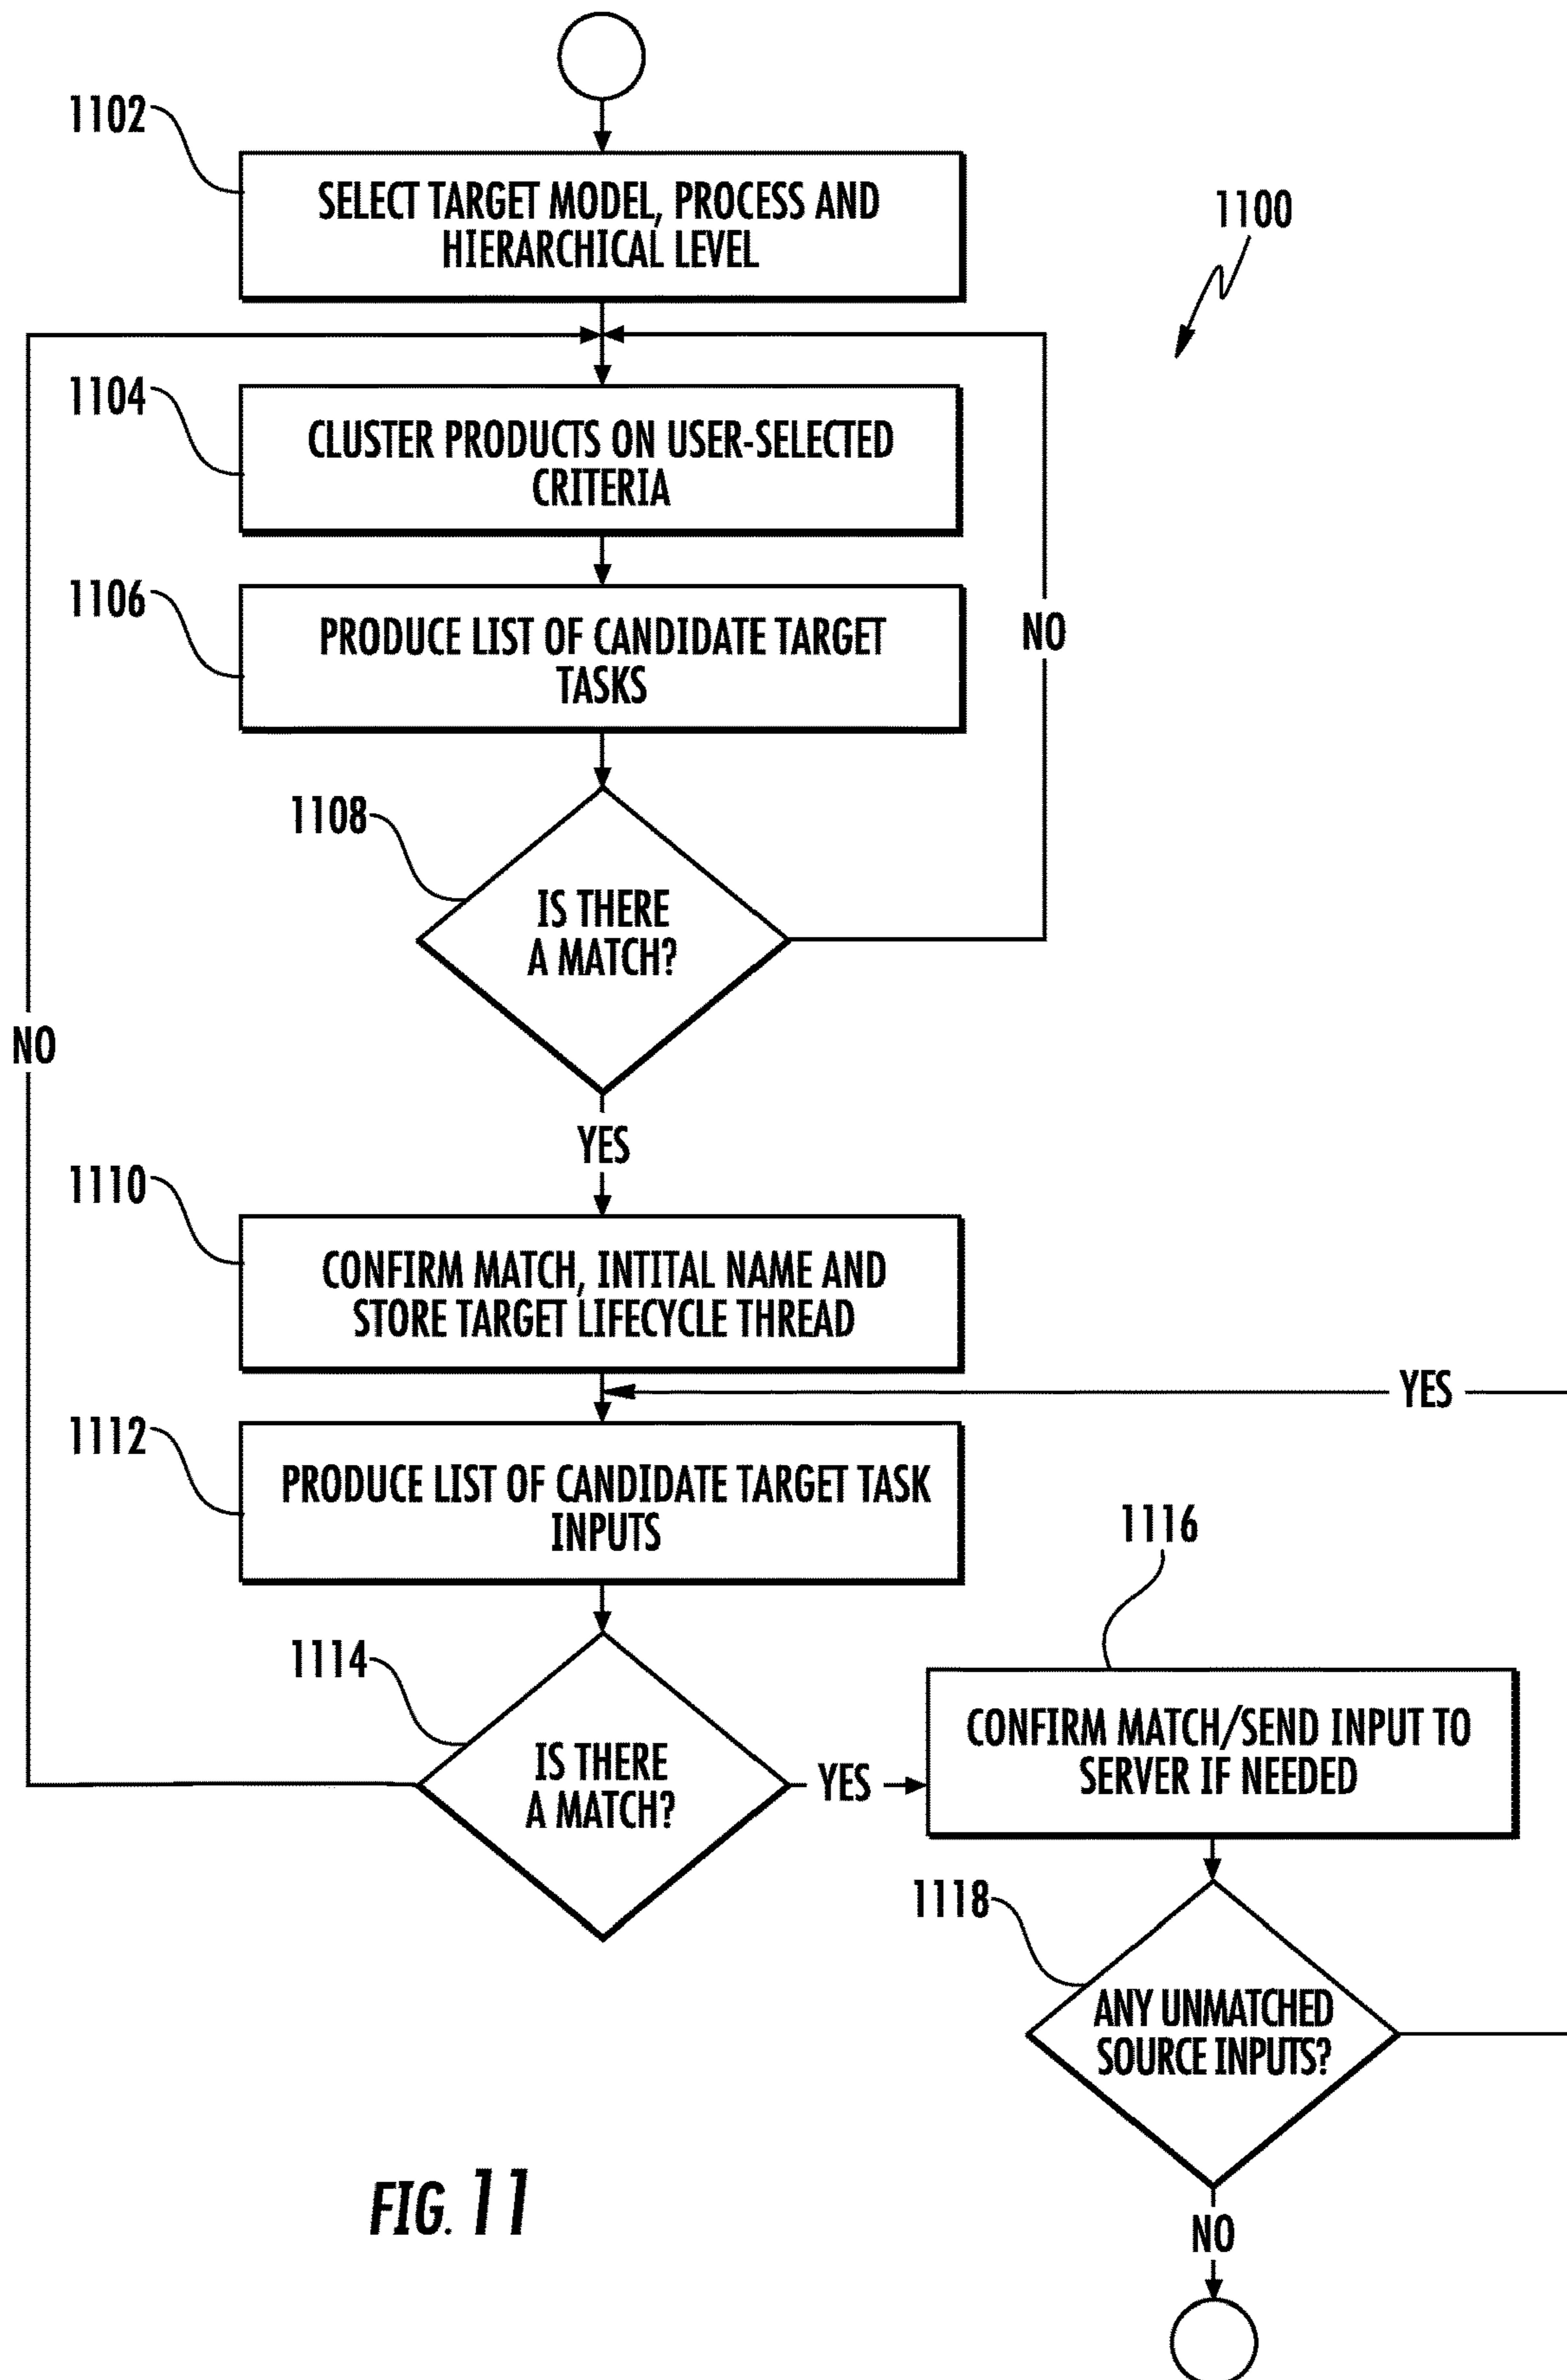 1102
SELECT TARGET MODEL, PROCESS AND
HIERARCHICAL LEVEL
1100
1104
CLUSTER PRODUCTS ON USER-SELECTED
CRITERIA
1106
PRODUCE LIST OF CANDIDATE TARGET
TASKS
NO
1108
IS THERE
A MATCH?
NO
YES
1110
CONFIRM MATCH, INTITAL NAME AND
STORE TARGET LIFECYCLE THREAD
YES
1112
PRODUCE LIST OF CANDIDATE TARGET TASK
INPUTS
1116
1114
IS THERE
A MATCH?
YES
CONFIRM MATCH/SEND INPUT TO
SERVER IF NEEDED
1118
ANY UNMATCHED
SOURCE INPUTS?
NO
FIG. 11